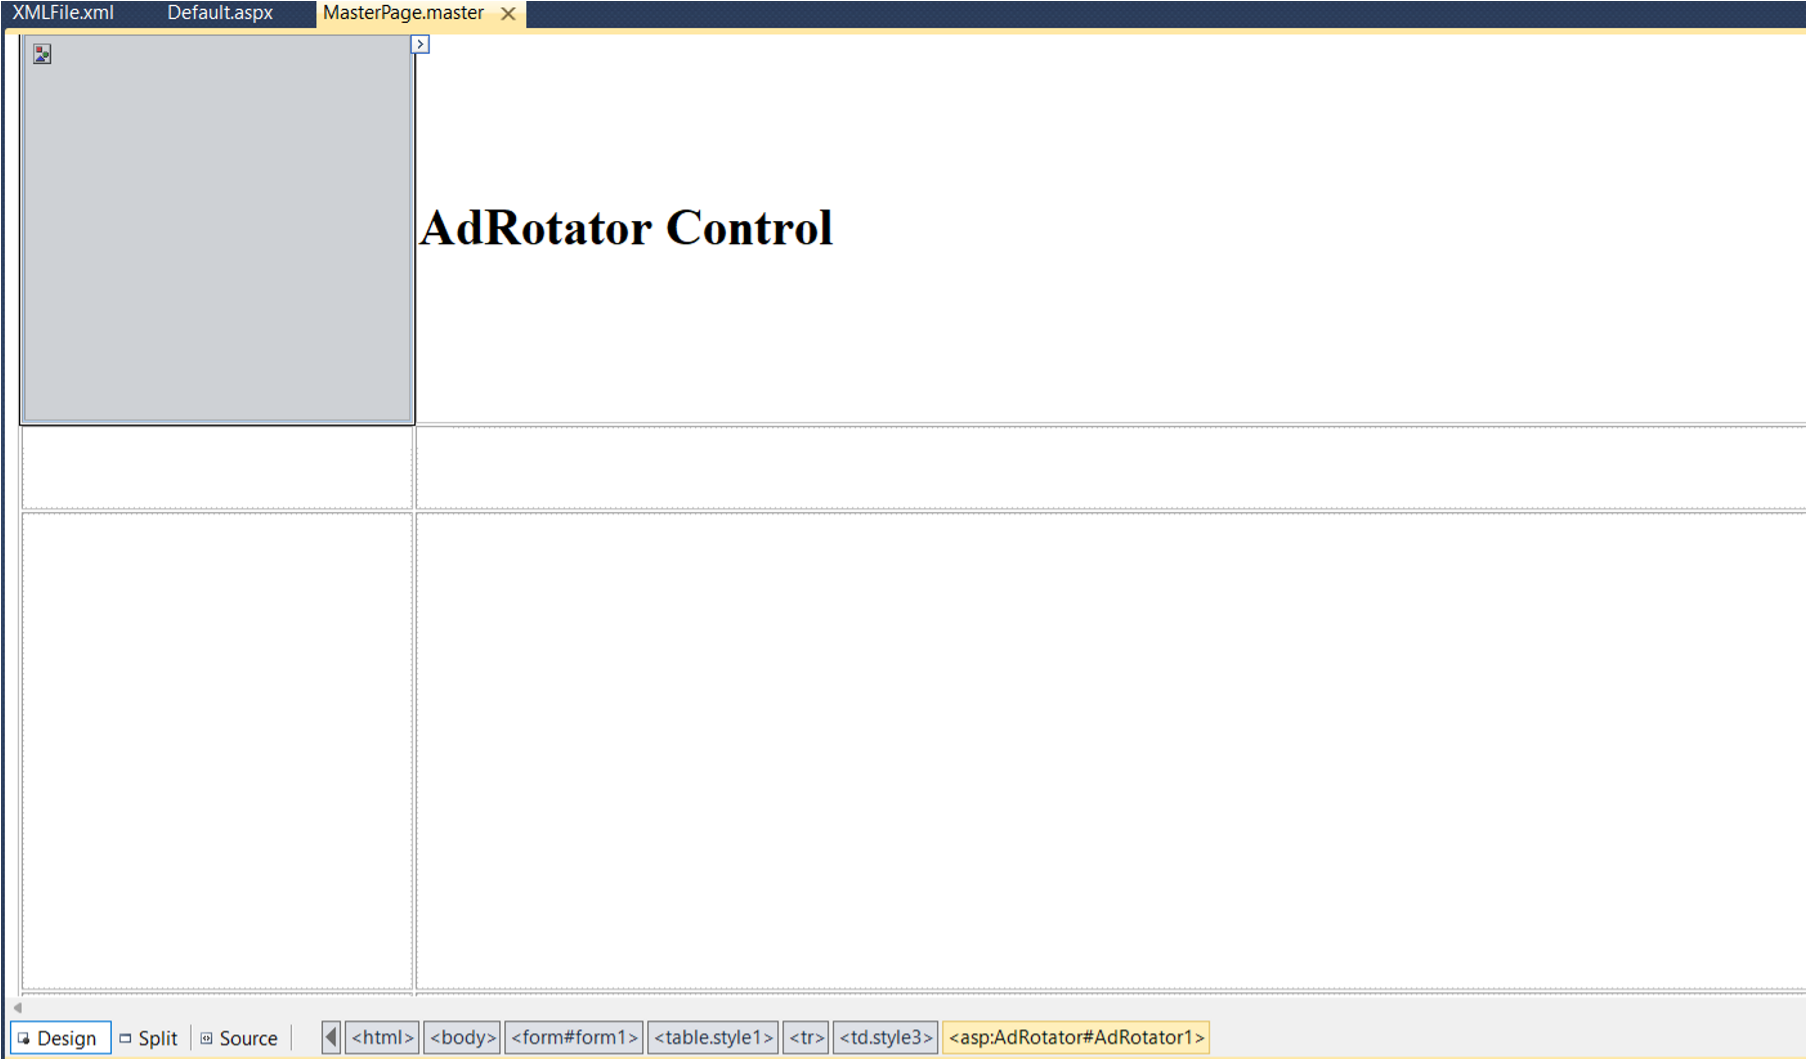 XMLFile.xml Default.aspx MasterPage.master
AdRotator Control
Design Split Source <html> <body> <form#form1> <table.style1> <tr> <td.style3> <asp:AdRotator#AdRotator1>